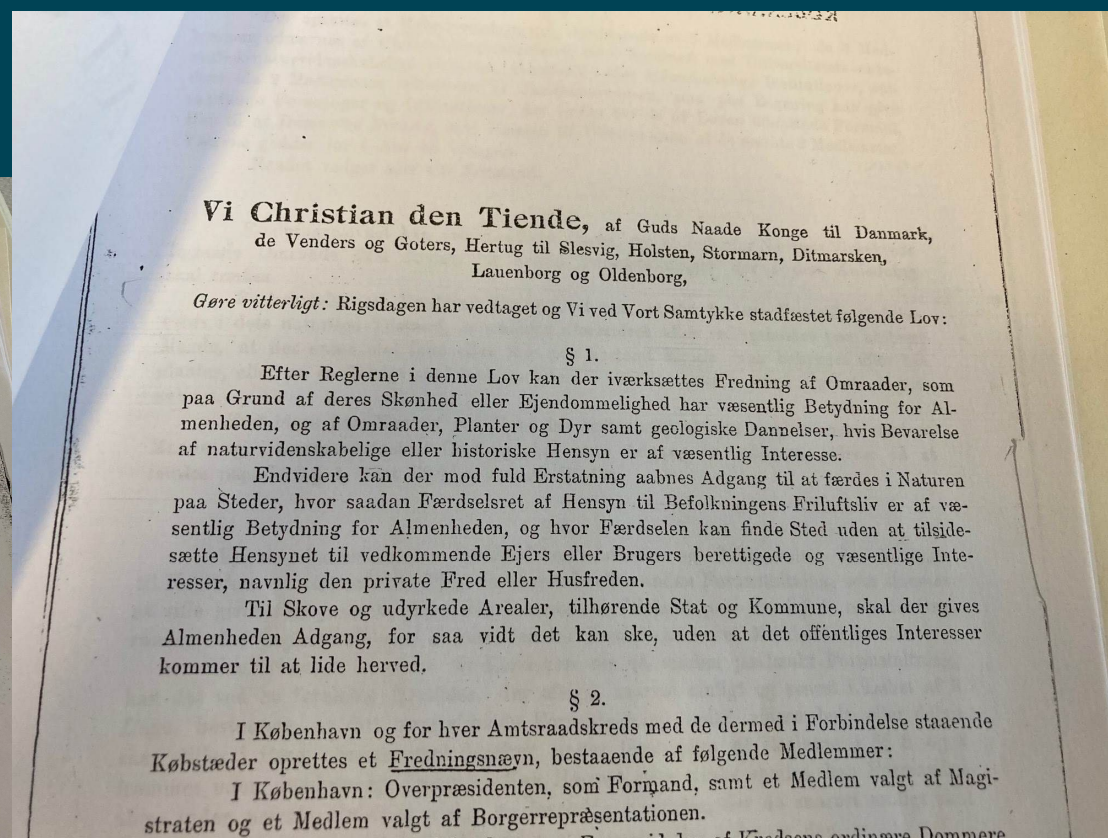 Vi Christian den Tiende, af Guds Naade Konge til Danmark,
de Venders og Goters, Hertug til Slesvig, Holsten, Stormarn, Ditmarsken,
Lauenborg og Oldenborg,
Gøre vitterligt: Rigsdagen har vedtaget og Vi ved Vort Samtykke stadfæstet følgende Lov:
§ 1.
Efter Reglerne i denne Lov kan der iværksættes Fredning af Omraader, som
paa Grund af deres Skønhed eller Ejendommelighed har væsentlig Betydning for Al-
menheden, og af Omraader, Planter og Dyr samt geologiske Dannelser, hvis Bevarelse
af naturvidenskabelige eller historiske Hensyn er af væsentlig Interesse.
Endvidere kan der mod fuld Erstatning aabnes Adgang til at færdes i Naturen
paa Steder, hvor saadan Færdselsret af Hensyn til Befolkningens Friluftsliv er af væ-
sentlig Betydning for Almenheden, og hvor Færdselen kan finde Sted uden at tilside-
sætte Hensynet til vedkommende Ejers eller Brugers berettigede og væsentlige Inte-
resser, navnlig den private Fred eller Husfreden.
Til Skove og udyrkede Arealer, tilhørende Stat og Kommune, skal der gives
Almenheden Adgang, for saa vidt det kan ske, uden at det offentliges Interesser
kommer til at lide herved.
§ 2.
I København og for hver Amtsraadskreds med de dermed i Forbindelse staaende
Købstæder oprettes et Fredningsnævn, bestaaende af følgende Medlemmer:
I København: Overpræsidenten, som Formand, samt et Medlem valgt af Magi-
straten og et Medlem valgt af Borgerrepræsentationen.
af Kredsens ordinære Dommere